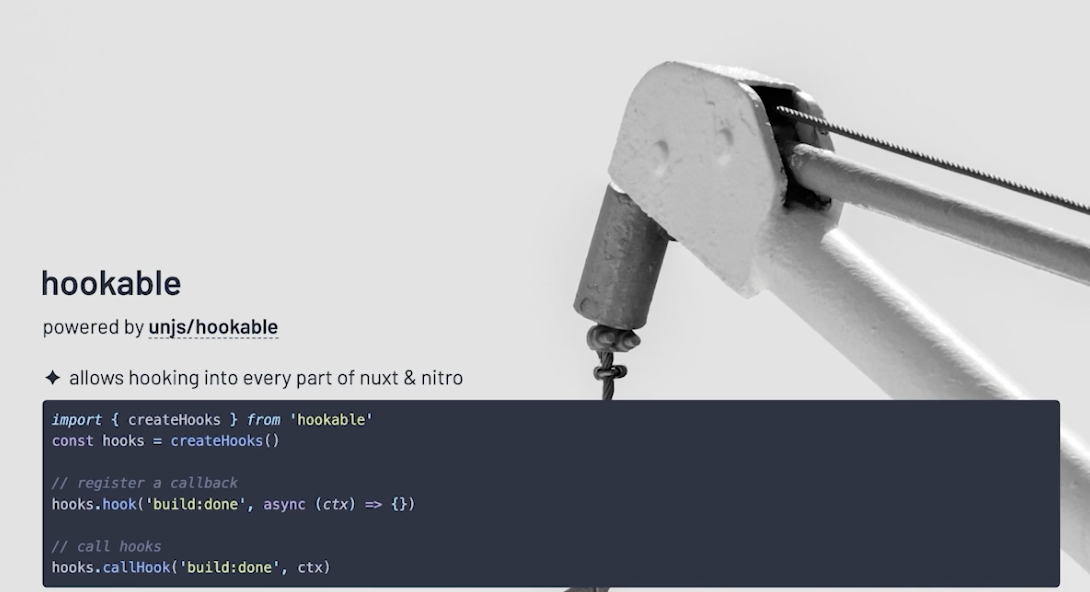 hookable
powered by unjs/hookable
✦ allows hooking into every part of nuxt & nitro
import { createHooks } from 'hookable'
const hooks = createHooks()
// register a callback
hooks.hook('build:done', async (ctx) => {})
// call hooks
hooks.callHook('build:done', ctx)